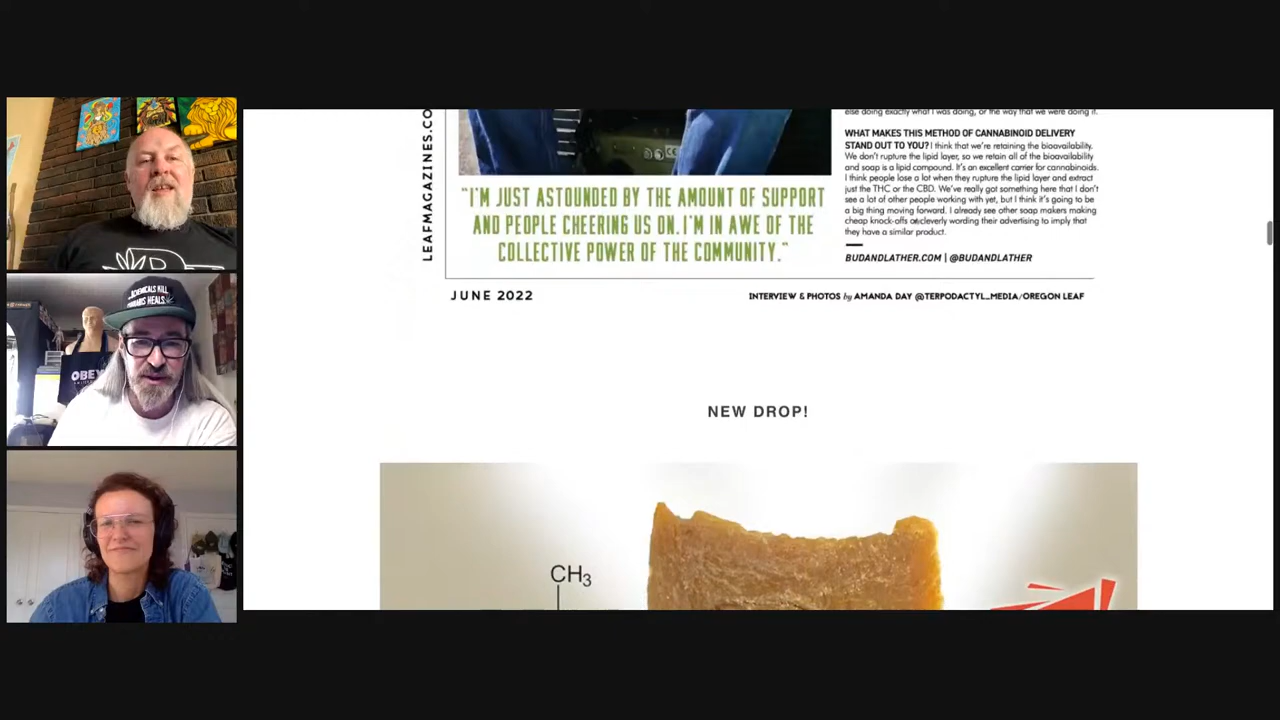 LEAFMAGAZINES.CO
else doing exactly what I was doing, or the way that we were doing it.
WHAT MAKES THIS METHOD OF CANNABINOID DELIVERY
STAND OUT TO YOU? I think that we're retaining the bioavailability.
We don't rupture the lipid layer, so we retain all of the bioavailability
and soap is a lipid compound. It's an excellent carrier for cannabinoids.
I think people lose a lot when they rupture the lipid layer and extract
just the THC or the CBD. We've really got something here that I don't
see a lot of other people working with yet, but I think it's going to be
a big thing moving forward. I already see other soap makers making
cheap knock-offs or cleverly wording their advertising to imply that
they have a similar product.
BUDANDLATHER.COM | @BUDANDLATHER
"I'M JUST ASTOUNDED BY THE AMOUNT OF SUPPORT
AND PEOPLE CHEERING US ON. I'M IN AWE OF THE
COLLECTIVE POWER OF THE COMMUNITY."
JUNE 2022
INTERVIEW & PHOTOS by AMANDA DAY @TERPODACTYL_MEDIA/OREGON LEAF
NEW DROP!
CH3
CHEMICALS KILL
CANNABIS HEALS
OBEY